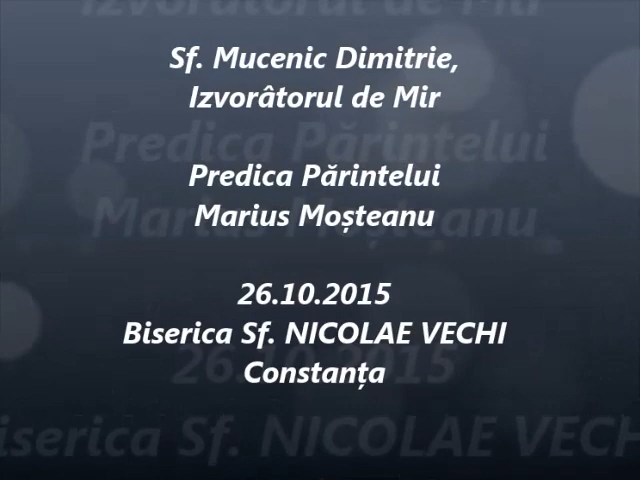 Sf. Mucenic Dimitrie,
Izvorâtorul de Mir
Predica Părintelui
Marius Moșteanu
26.10.2015
Biserica Sf. NICOLAE VECHI
Constanța